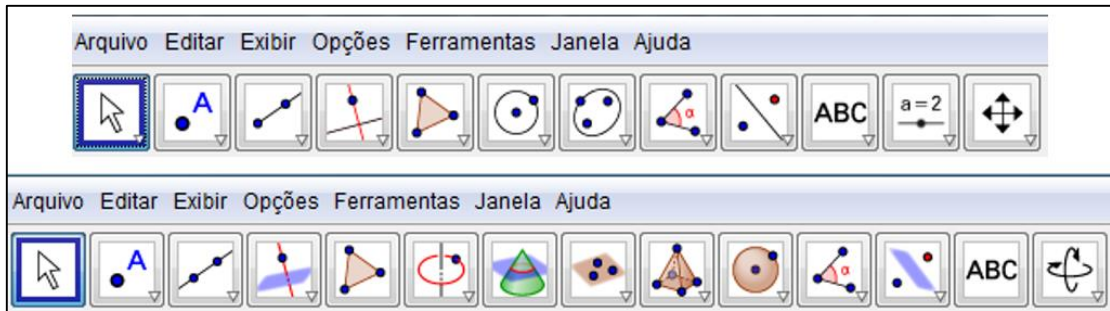 Arquivo Editar Exibir Opções Ferramentas Janela Ajuda
A α ABC a=2
Arquivo Editar Exibir Opções Ferramentas Janela Ajuda
A α ABC